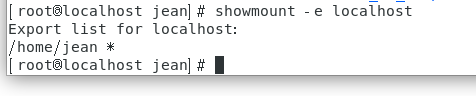 [root@localhost jean]# showmount -e localhost
Export list for localhost:
/home/jean *
[root@localhost jean]#